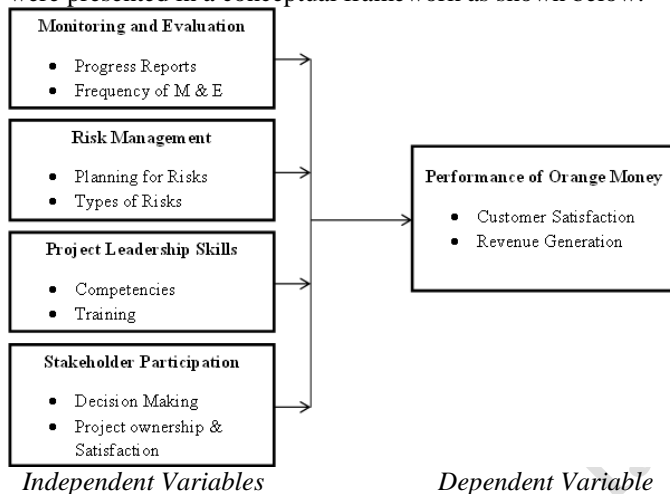 were presented in a conceptual framework as shown below.
Monitoring and Evaluation
• Progress Reports
• Frequency of M & E
Risk Management
• Planning for Risks
• Types of Risks
Project Leadership Skills
• Competencies
• Training
Stakeholder Participation
• Decision Making
• Project ownership &
Satisfaction
Performance of Orange Money
• Customer Satisfaction
• Revenue Generation
Independent Variables
Dependent Variable